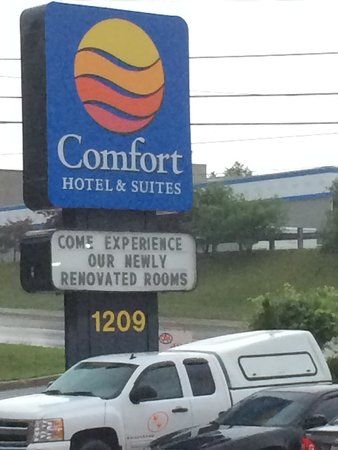 Comfort
HOTEL & SUITES
COME EXPERIENCE
OUR NEWLY
RENOVATED ROOMS
1209